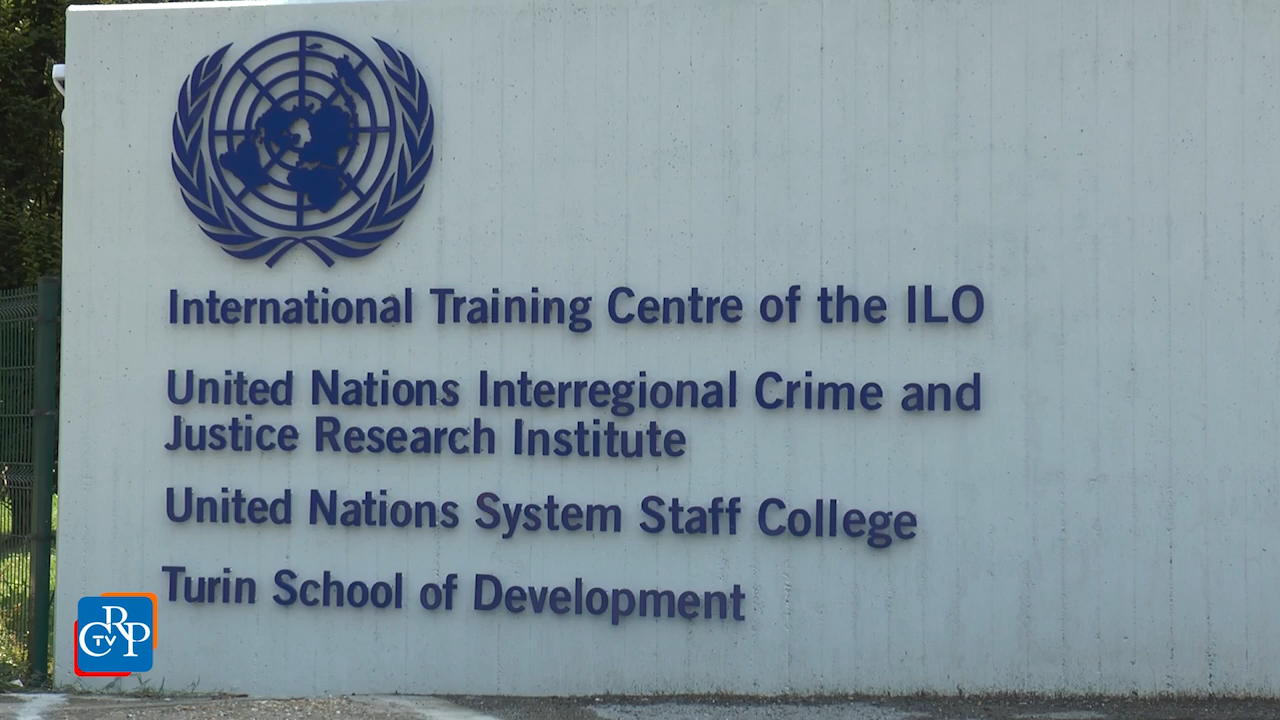 International Training Centre of the ILO
United Nations Interregional Crime and
Justice Research Institute
United Nations System Staff College
Turin School of Development
CRP
TV